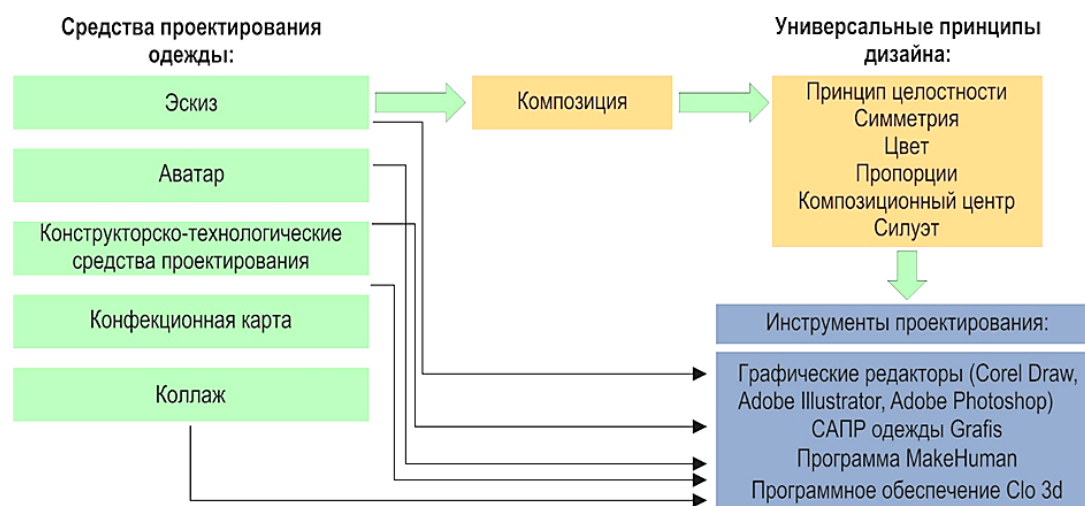 Средства проектирования
одежды:
Эскиз
Аватар
Конструкторско-технологические
средства проектирования
Конфекционная карта
Коллаж
Композиция
Универсальные принципы
дизайна:
Принцип целостности
Симметрия
Цвет
Пропорции
Композиционный центр
Силуэт
Инструменты проектирования:
Графические редакторы (Corel Draw,
Adobe Illustrator, Adobe Photoshop)
САПР одежды Grafis
Программа MakeHuman
Программное обеспечение Clo 3d